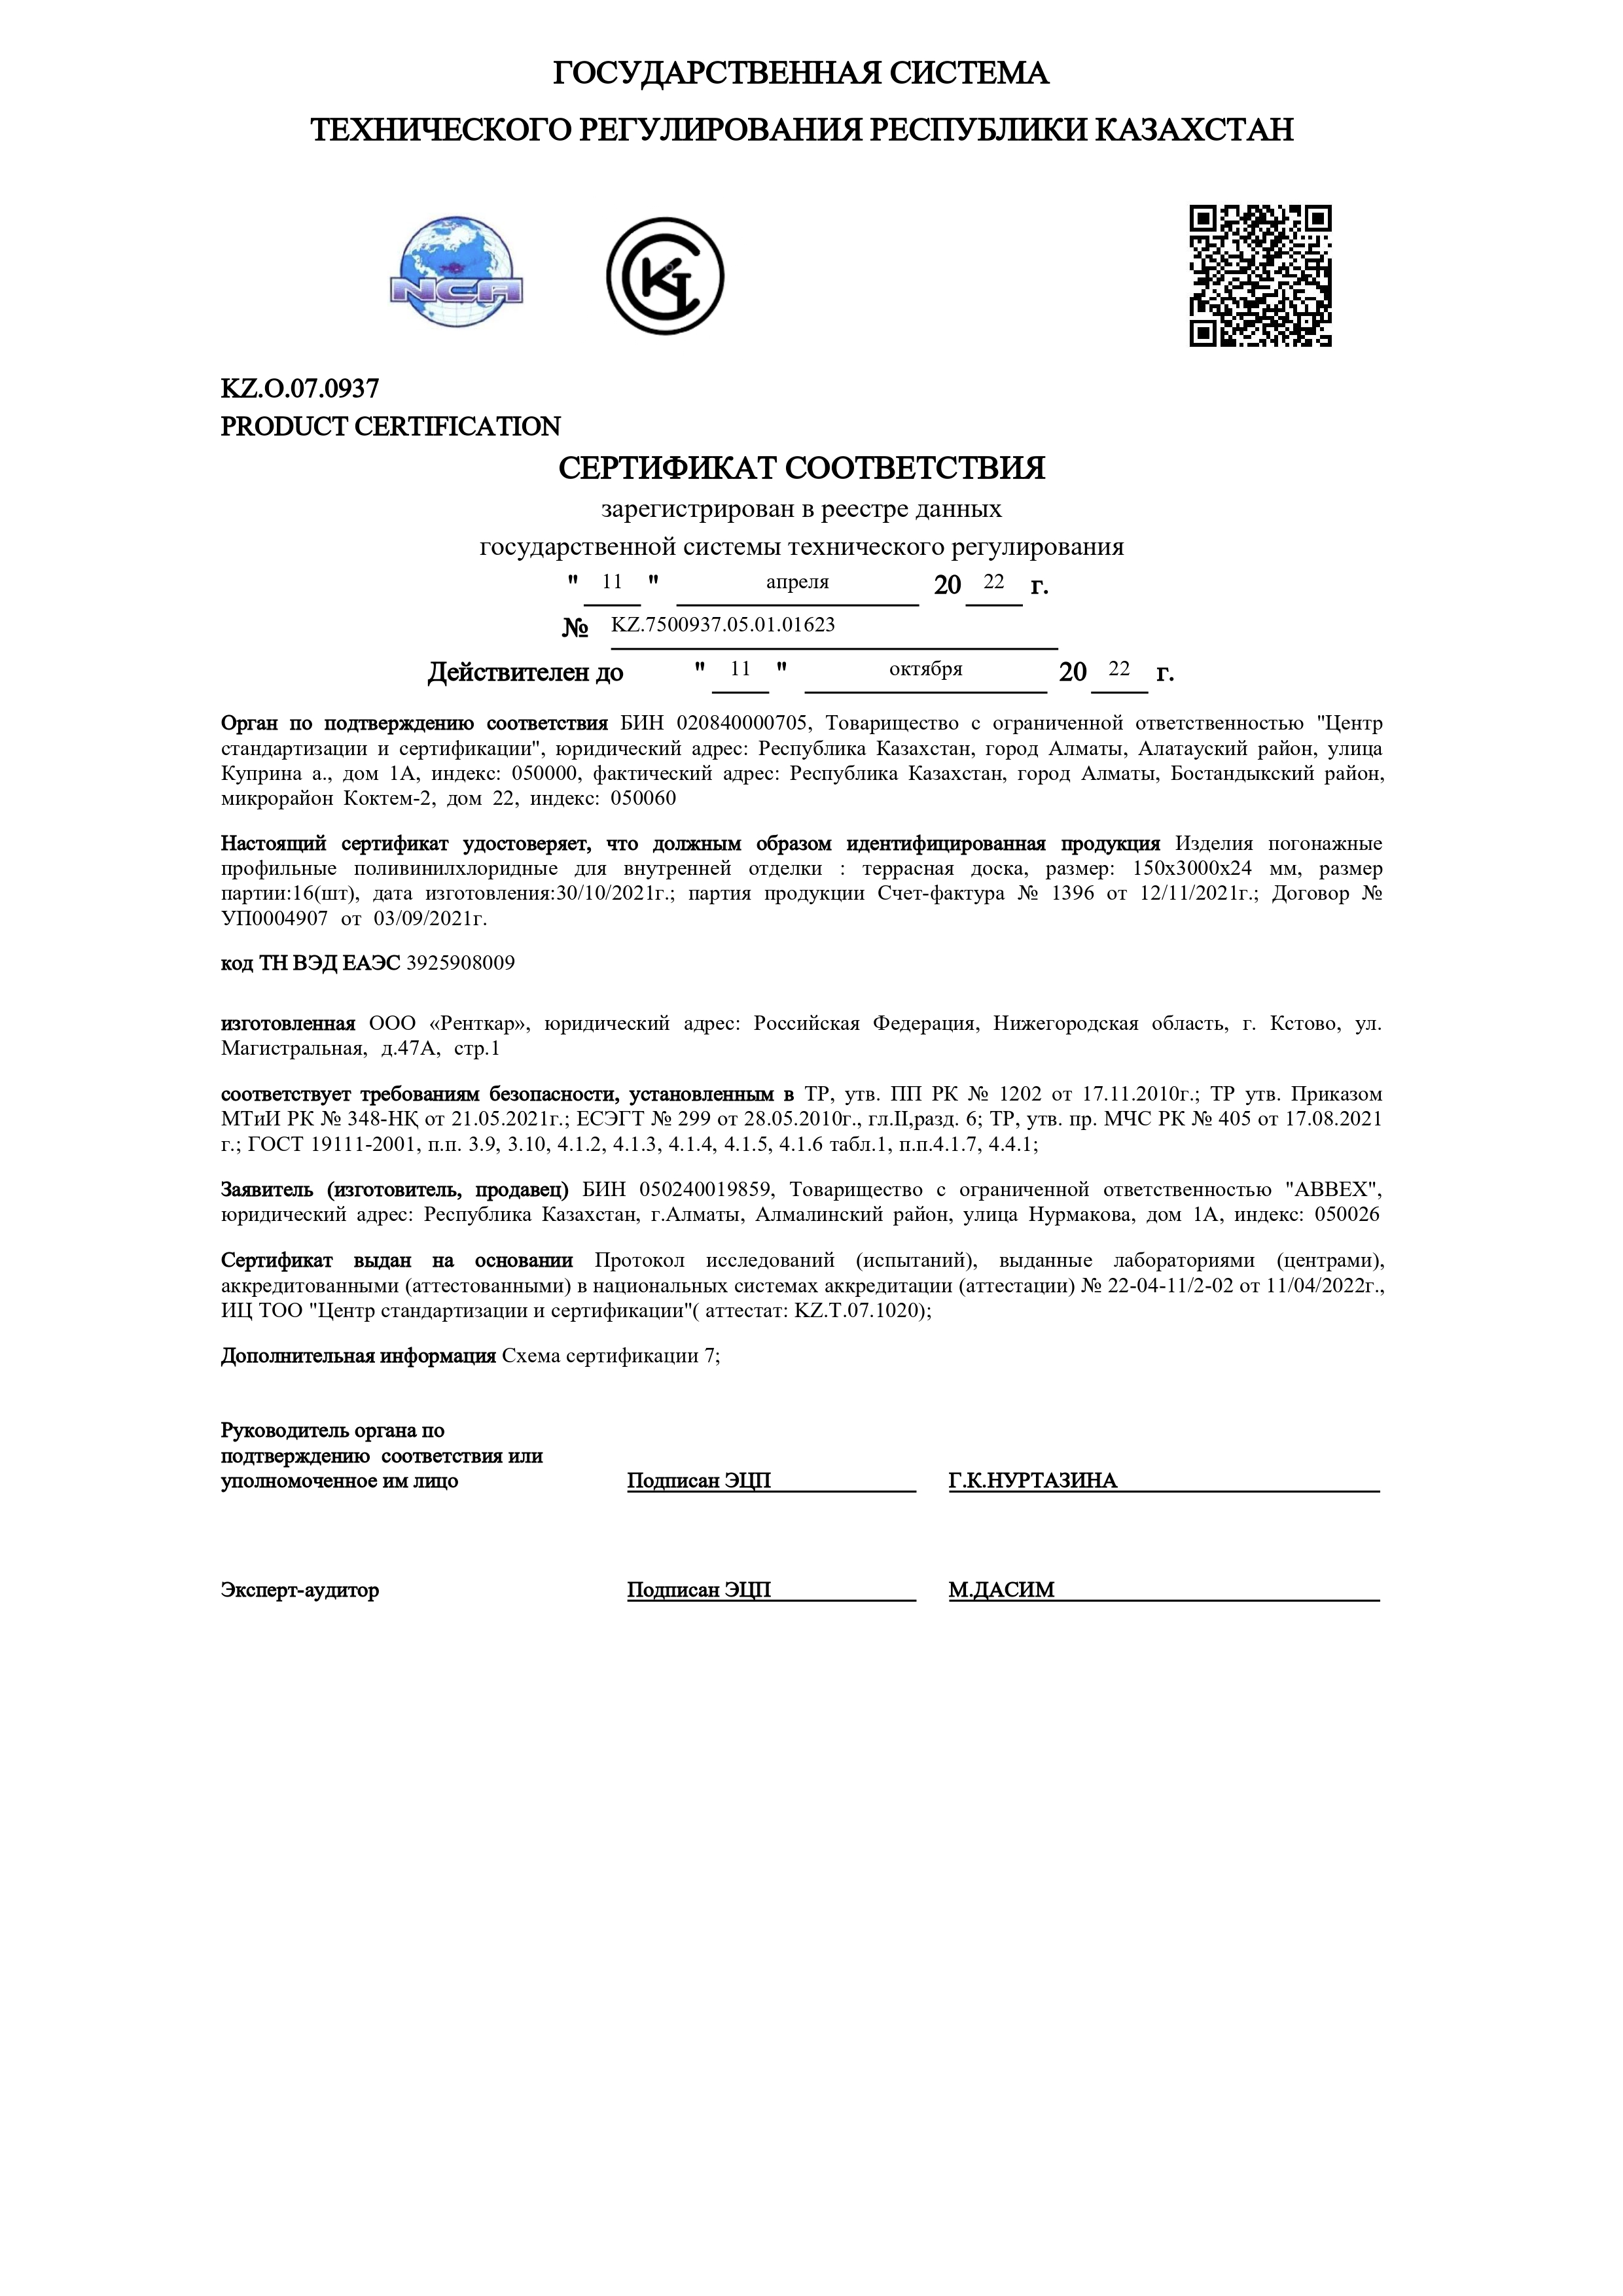 ГОСУДАРСТВЕННАЯ СИСТЕМА
ТЕХНИЧЕСКОГО РЕГУЛИРОВАНИЯ РЕСПУБЛИКИ КАЗАХСТАН
NCA
KZ.O.07.0937
PRODUCT CERTIFICATION
СЕРТИФИКАТ СООТВЕТСТВИЯ
зарегистрирован в реестре данных
государственной системы технического регулирования
" 11 " апреля 20 22 г.
№ KZ.7500937.05.01.01623
Действителен до " 11 " октября 20 22 г.
Орган по подтверждению соответствия БИН 020840000705, Товарищество с ограниченной ответственностью "Центр
стандартизации и сертификации", юридический адрес: Республика Казахстан, город Алматы, Алатауский район, улица
Куприна а., дом 1А, индекс: 050000, фактический адрес: Республика Казахстан, город Алматы, Бостандыкский район,
микрорайон Коктем-2, дом 22, индекс: 050060
Настоящий сертификат удостоверяет, что должным образом идентифицированная продукция Изделия погонажные
профильные поливинилхлоридные для внутренней отделки : террасная доска, размер: 150х3000х24 мм, размер
партии:16(шт), дата изготовления:30/10/2021г.; партия продукции Счет-фактура № 1396 от 12/11/2021г.; Договор №
УП0004907 от 03/09/2021г.
код ТН ВЭД ЕАЭС 3925908009
изготовленная ООО «Ренткар», юридический адрес: Российская Федерация, Нижегородская область, г. Кстово, ул.
Магистральная, д.47А, стр.1
соответствует требованиям безопасности, установленным в ТР, утв. ПП РК № 1202 от 17.11.2010г.; ТР утв. Приказом
МТиИ РК № 348-НҚ от 21.05.2021г.; ЕСЭГТ № 299 от 28.05.2010г., гл.II,разд. 6; ТР, утв. пр. МЧС РК № 405 от 17.08.2021
г.; ГОСТ 19111-2001, п.п. 3.9, 3.10, 4.1.2, 4.1.3, 4.1.4, 4.1.5, 4.1.6 табл.1, п.п.4.1.7, 4.4.1;
Заявитель (изготовитель, продавец) БИН 050240019859, Товарищество с ограниченной ответственностью "ABBEX",
юридический адрес: Республика Казахстан, г.Алматы, Алмалинский район, улица Нурмакова, дом 1А, индекс: 050026
Сертификат выдан на основании Протокол исследований (испытаний), выданные лабораториями (центрами),
аккредитованными (аттестованными) в национальных системах аккредитации (аттестации) № 22-04-11/2-02 от 11/04/2022г.,
ИЦ ТОО "Центр стандартизации и сертификации"( аттестат: KZ.T.07.1020);
Дополнительная информация Схема сертификации 7;
Руководитель органа по
подтверждению соответствия или
уполномоченное им лицо Подписан ЭЦП Г.К.НУРТАЗИНА
Эксперт-аудитор Подписан ЭЦП М.ДАСИМ